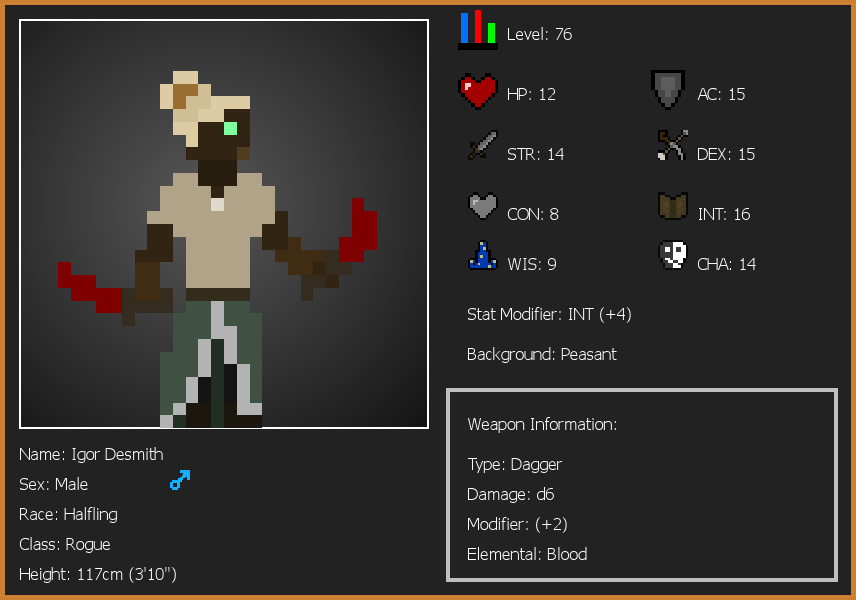 Level: 76
HP: 12
AC: 15
STR: 14
DEX: 15
CON: 8
INT: 16
WIS: 9
CHA: 14
Stat Modifier: INT (+4)
Background: Peasant
Weapon Information:
Type: Dagger
Damage: d6
Modifier: (+2)
Elemental: Blood
Name: Igor Desmith
Sex: Male
Race: Halfling
Class: Rogue
Height: 117cm (3'10")